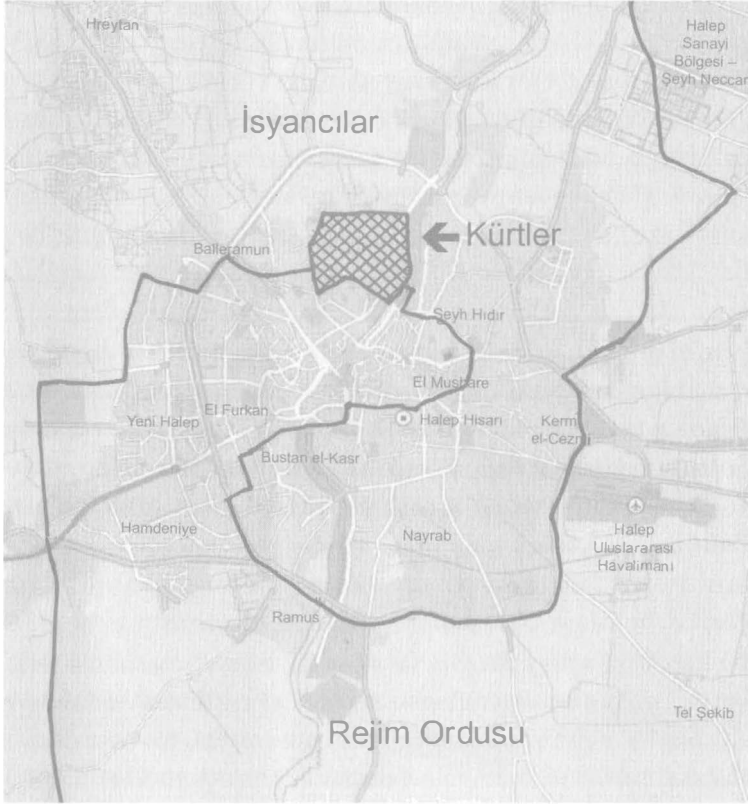 Hreytan
Halep
Sanayi
Bölgesi –
Şeyh Neccar
İsyancılar
Kürtler
Balleramun
Şeyh Hıdır
El Mushare
Yeni Halep
El Furkan
Halep Hisarı
Kerm
el-Cezmi
Bustan el-Kasr
Hamdeniye
Nayrab
Halep
Uluslararası
Havalimanı
Ramus
Tel Şekib
Rejim Ordusu